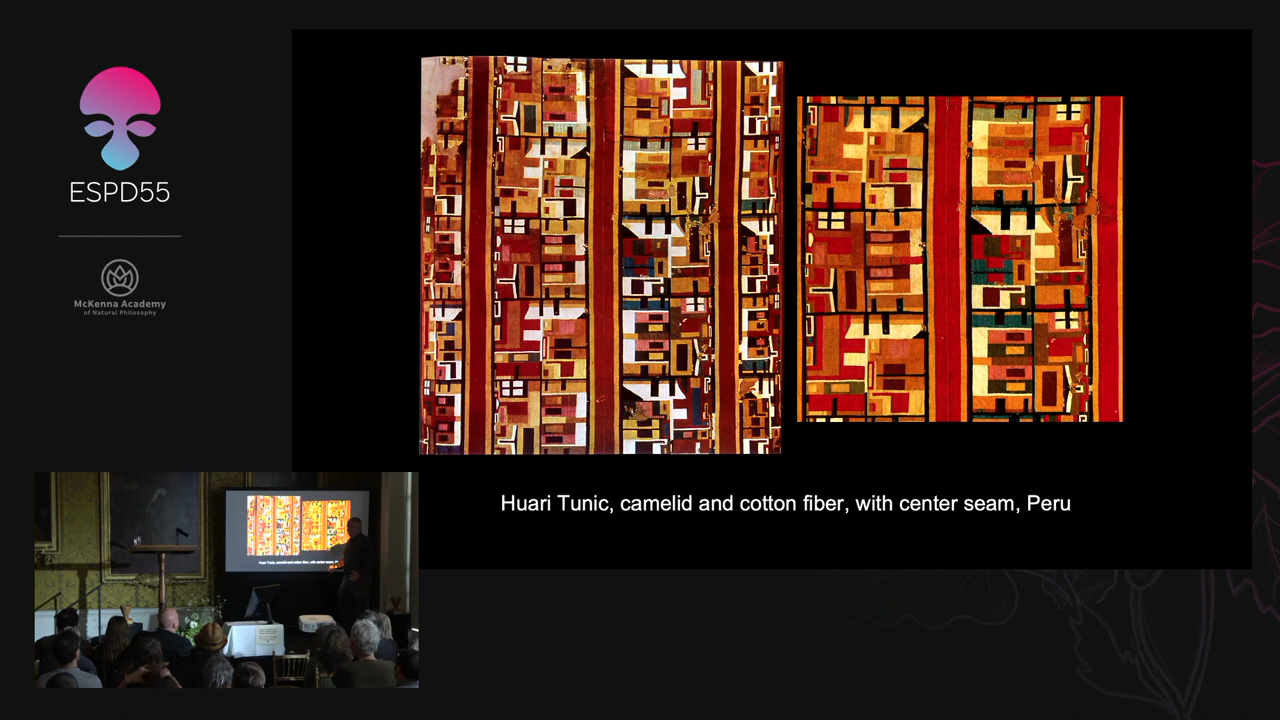 ESPD55
McKenna Academy
of Natural Philosophy
Huari Tunic, camelid and cotton fiber, with center seam, Peru